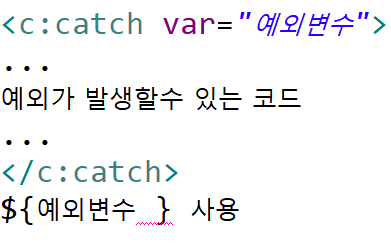 <c:catch var="예외변수">
...
예외가 발생할수 있는 코드
...
</c:catch>
${예외변수 } 사용